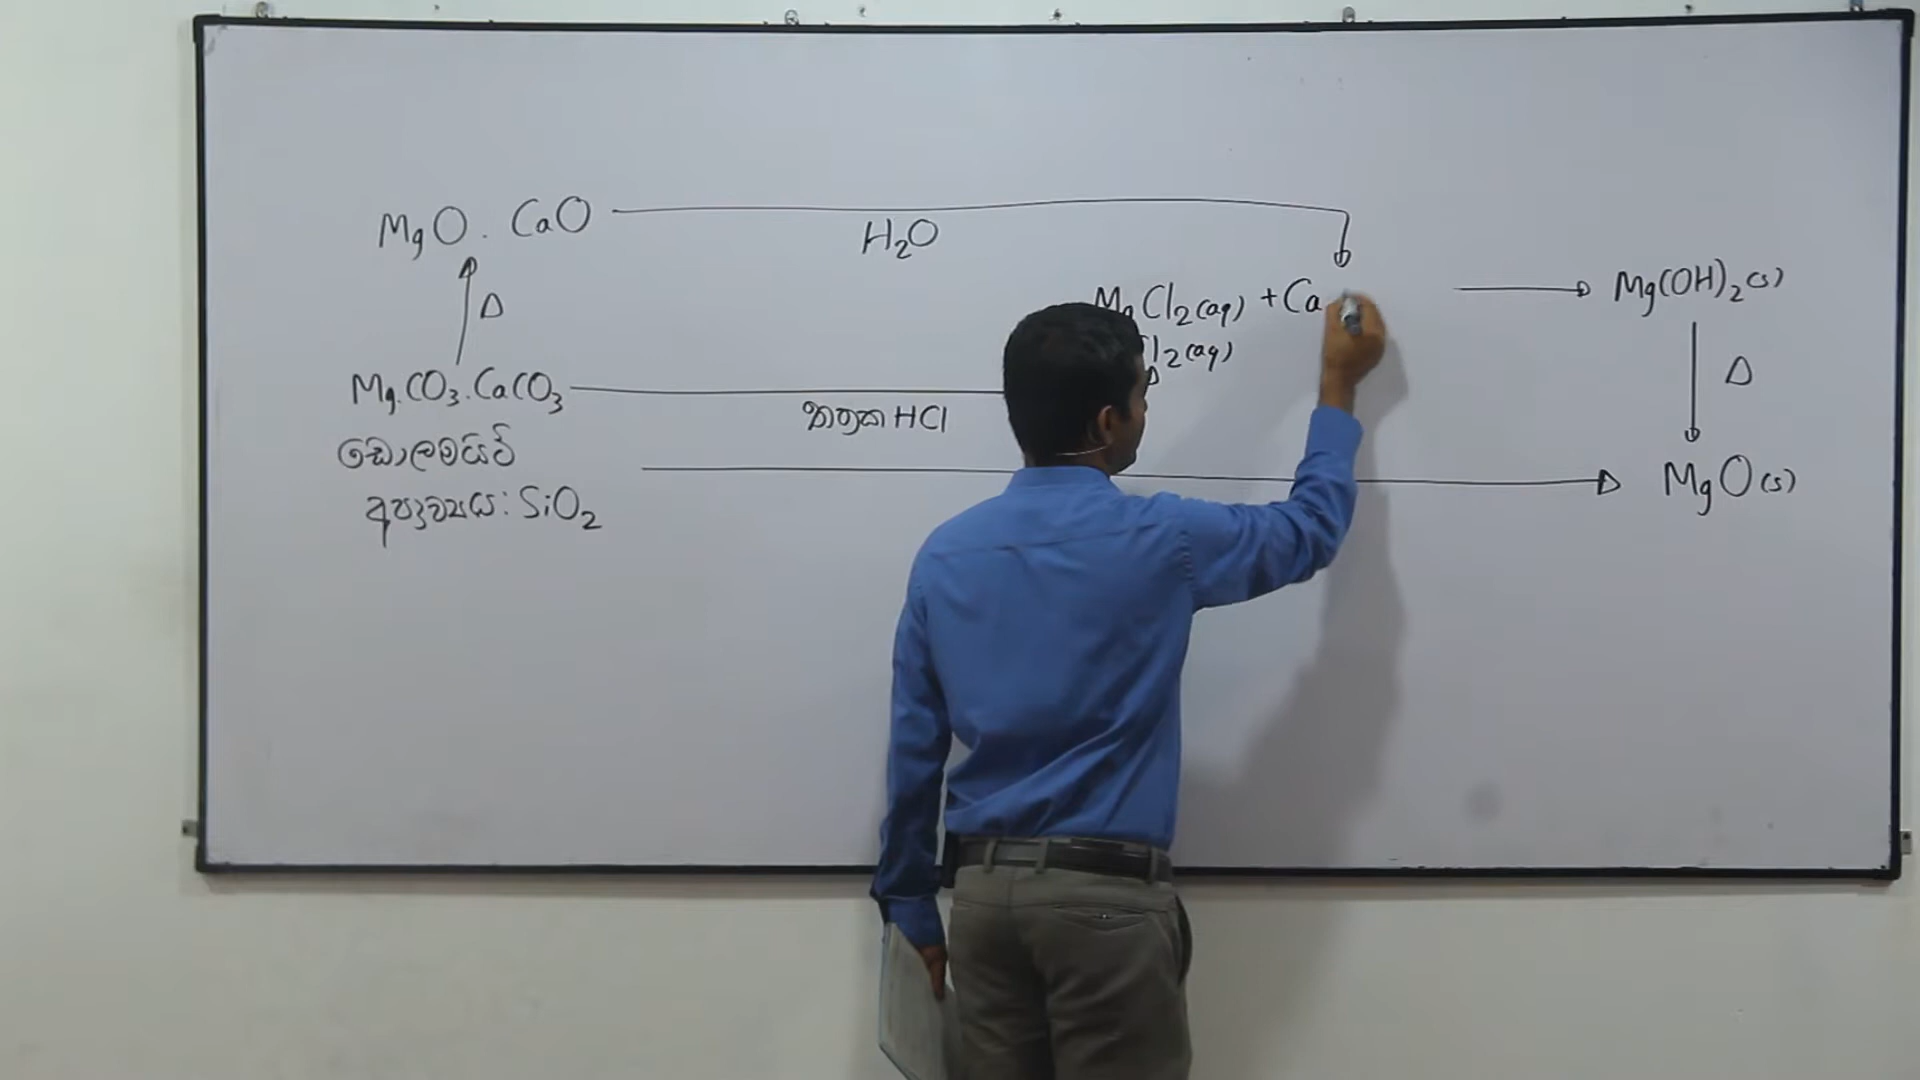 MgO . CaO
H2O
Δ
MgCl2(aq) + Ca
Cl2(aq)
Mg(OH)2(s)
Δ
MgCO3.CaCO3
තනුක HCl
ඩොලමයිට්
MgO(s)
අපද්‍රව්‍යය: SiO2